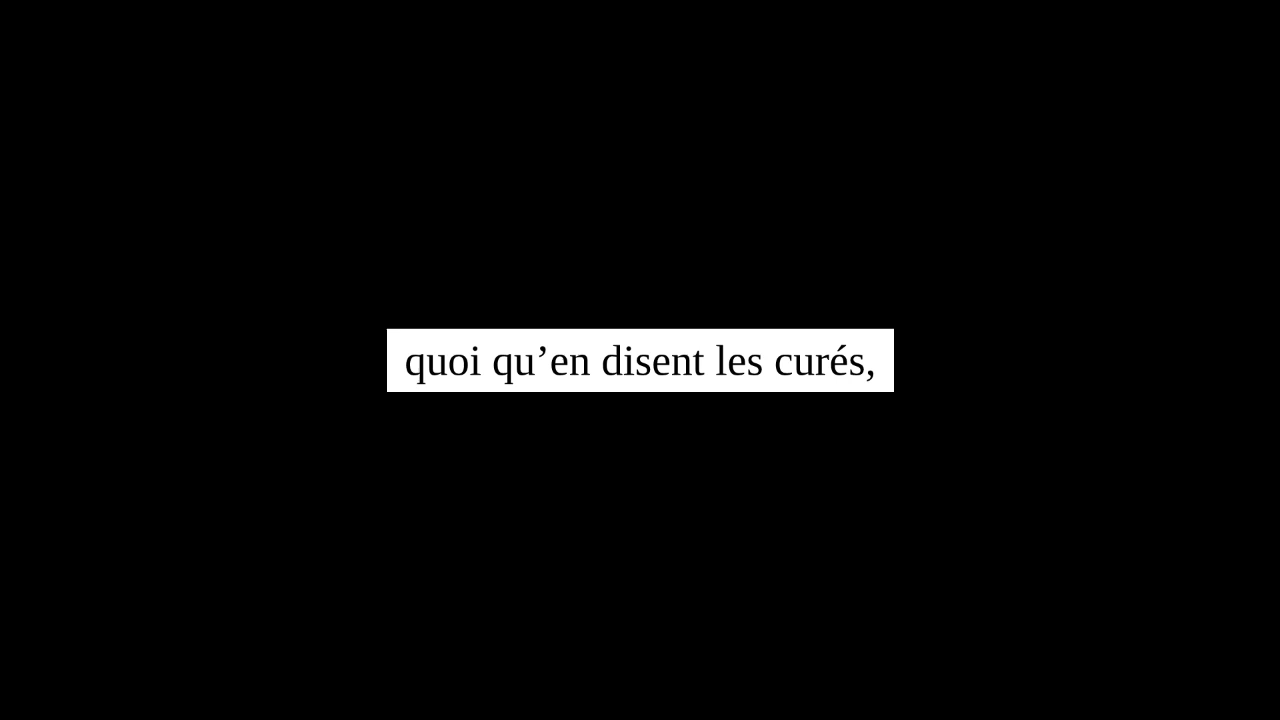 quoi qu’en disent les curés,